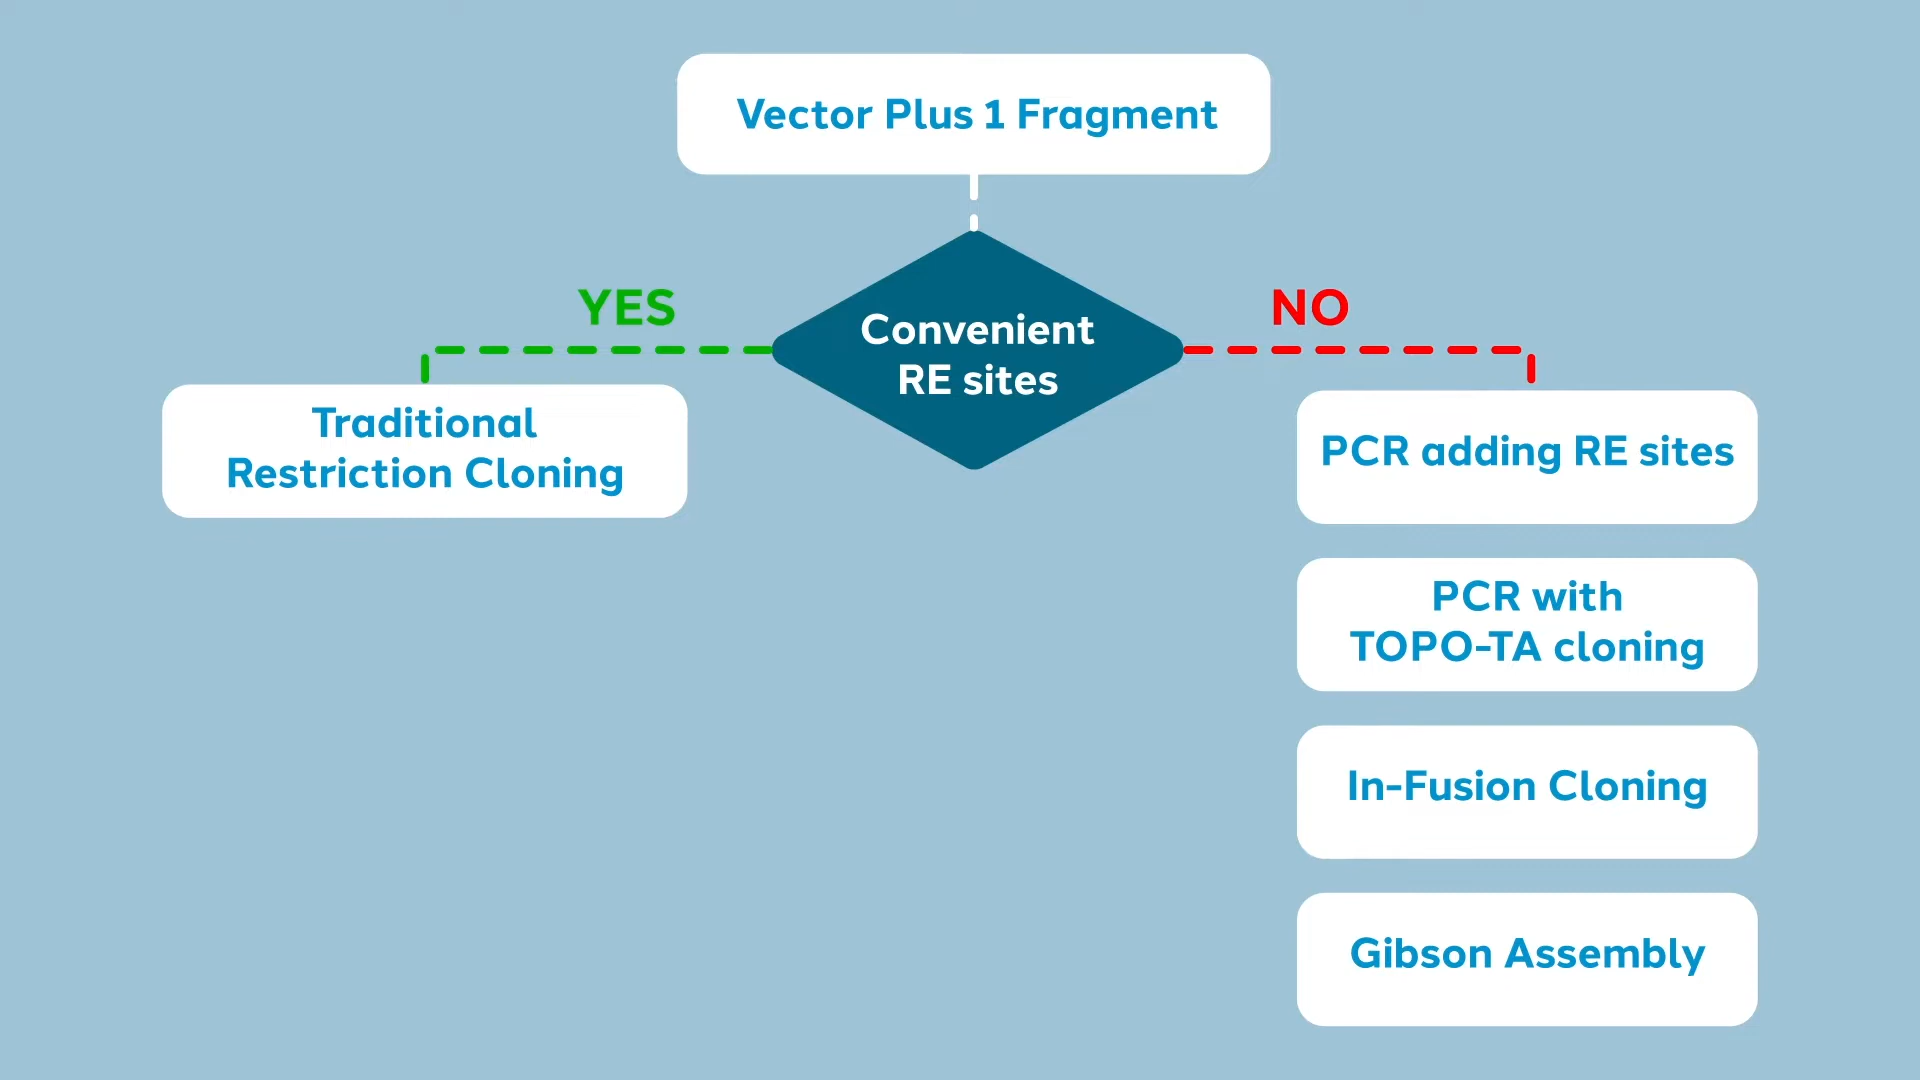 Vector Plus 1 Fragment
YES
Convenient
RE sites
NO
Traditional
Restriction Cloning
PCR adding RE sites
PCR with
TOPO-TA cloning
In-Fusion Cloning
Gibson Assembly